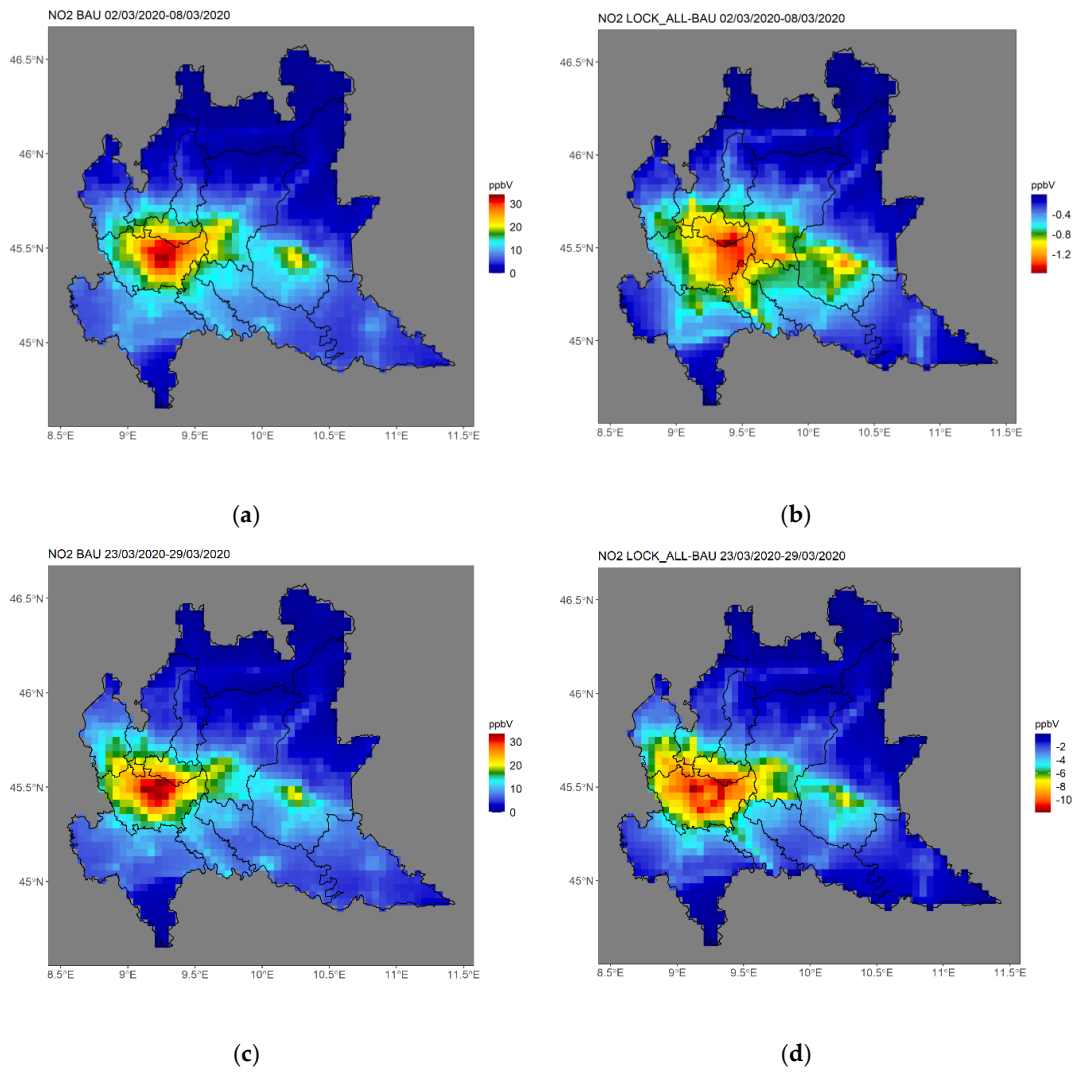 NO2 BAU 02/03/2020-08/03/2020
46.5°N
46°N
45.5°N
45°N
8.5°E 9°E 9.5°E 10°E 10.5°E 11°E 11.5°E
ppbV
30
20
10
0
(a)
NO2 LOCK_ALL-BAU 02/03/2020-08/03/2020
46.5°N
46°N
45.5°N
45°N
8.5°E 9°E 9.5°E 10°E 10.5°E 11°E 11.5°E
ppbV
-0.4
-0.8
-1.2
(b)
NO2 BAU 23/03/2020-29/03/2020
46.5°N
46°N
45.5°N
45°N
8.5°E 9°E 9.5°E 10°E 10.5°E 11°E 11.5°E
ppbV
30
20
10
0
(c)
NO2 LOCK_ALL-BAU 23/03/2020-29/03/2020
46.5°N
46°N
45.5°N
45°N
8.5°E 9°E 9.5°E 10°E 10.5°E 11°E 11.5°E
ppbV
-2
-4
-6
-8
-10
(d)